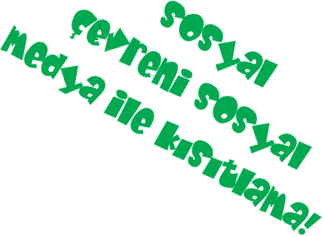 sosyal
çevreni sosyal
medya ile kısıtlama!